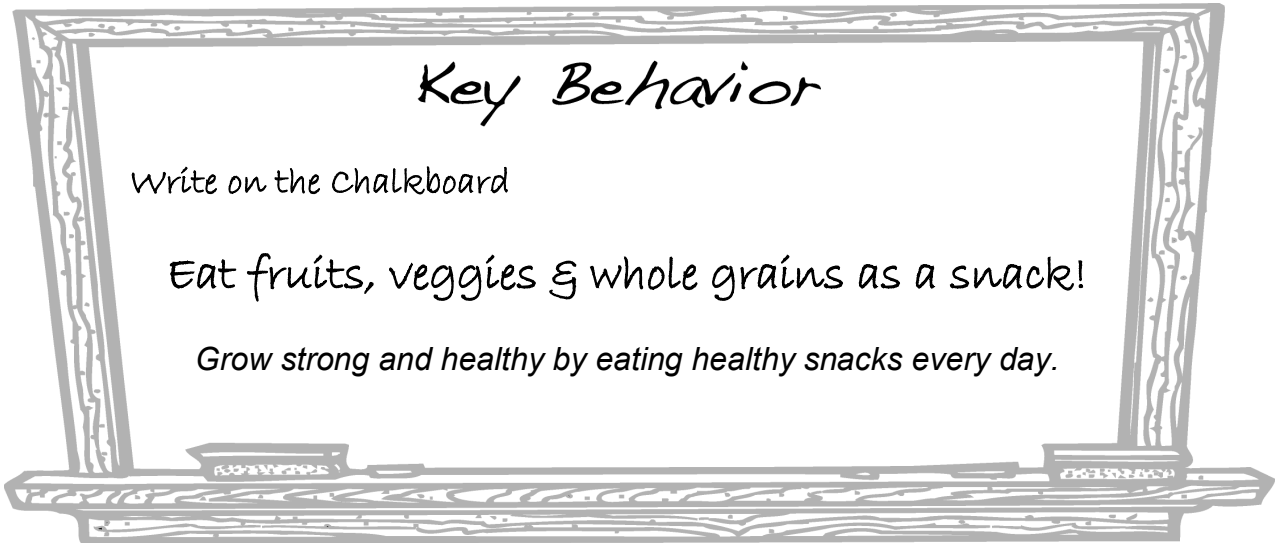 Key Behavior
Write on the Chalkboard
Eat fruits, veggies & whole grains as a snack!
Grow strong and healthy by eating healthy snacks every day.